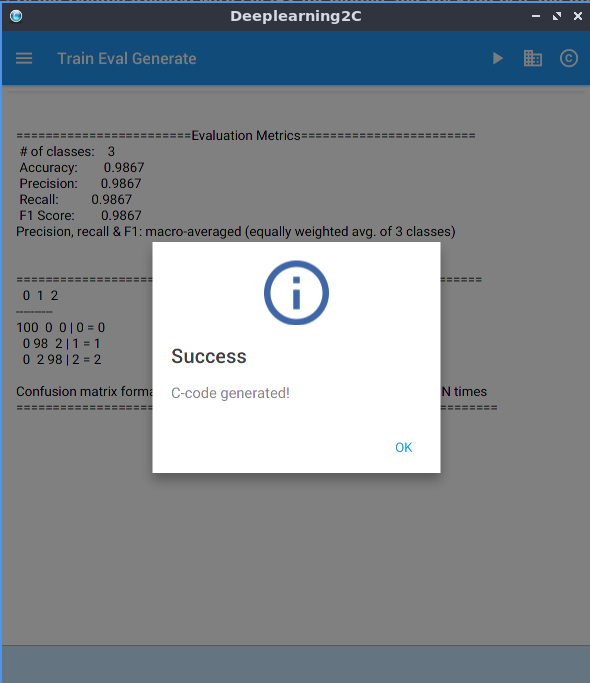 Deeplearning2C
Train Eval Generate
========================Evaluation Metrics========================
# of classes: 3
Accuracy: 0.9867
Precision: 0.9867
Recall: 0.9867
F1 Score: 0.9867
Precision, recall & F1: macro-averaged (equally weighted avg. of 3 classes)
0 1 2
----------
100 0 0 | 0 = 0
0 98 2 | 1 = 1
0 2 98 | 2 = 2
Confusion matrix forma
N times
Success
C-code generated!
OK